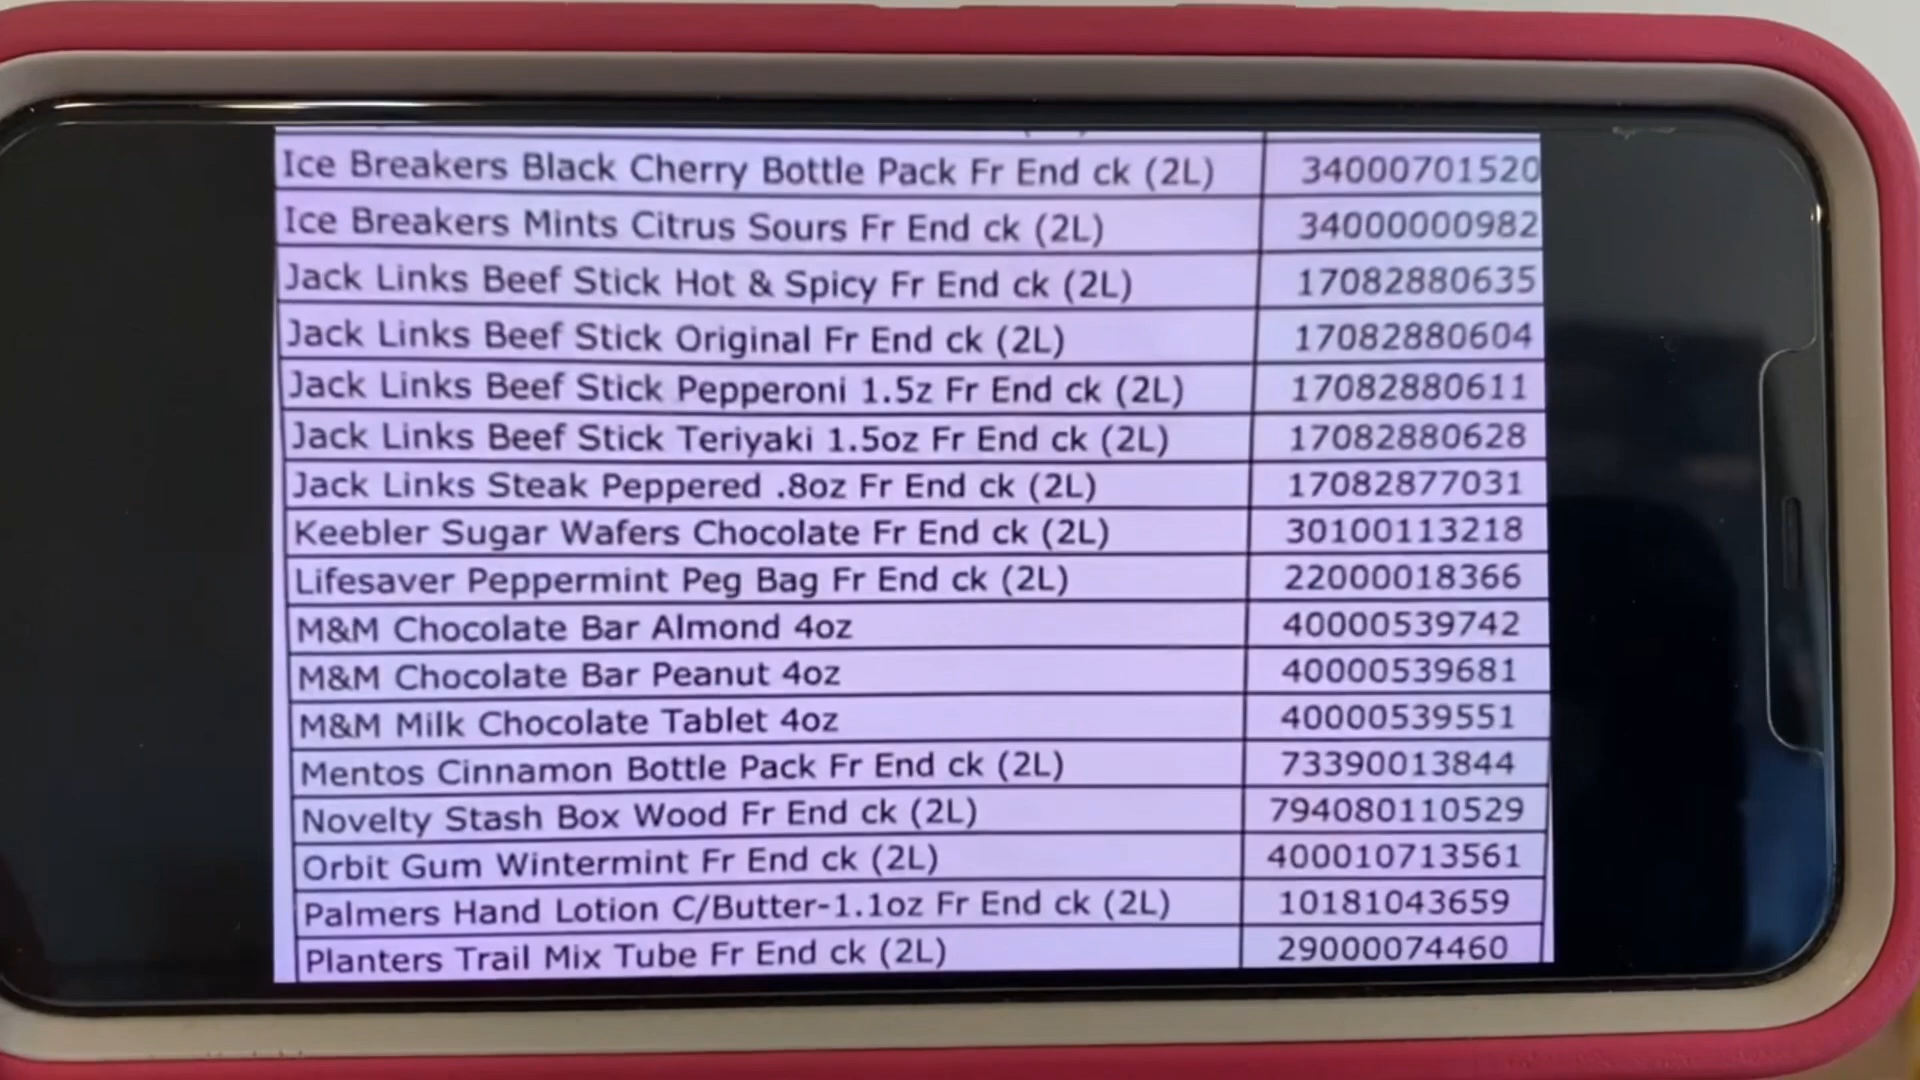 Ice Breakers Black Cherry Bottle Pack Fr End ck (2L) 34000701520
Ice Breakers Mints Citrus Sours Fr End ck (2L) 34000000982
Jack Links Beef Stick Hot & Spicy Fr End ck (2L) 17082880635
Jack Links Beef Stick Original Fr End ck (2L) 17082880604
Jack Links Beef Stick Pepperoni 1.5z Fr End ck (2L) 17082880611
Jack Links Beef Stick Teriyaki 1.5oz Fr End ck (2L) 17082880628
Jack Links Steak Peppered .8oz Fr End ck (2L) 17082877031
Keebler Sugar Wafers Chocolate Fr End ck (2L) 30100113218
Lifesaver Peppermint Peg Bag Fr End ck (2L) 22000018366
M&M Chocolate Bar Almond 4oz 40000539742
M&M Chocolate Bar Peanut 4oz 40000539681
M&M Milk Chocolate Tablet 4oz 40000539551
Mentos Cinnamon Bottle Pack Fr End ck (2L) 73390013844
Novelty Stash Box Wood Fr End ck (2L) 794080110529
Orbit Gum Wintermint Fr End ck (2L) 400010713561
Palmers Hand Lotion C/Butter-1.1oz Fr End ck (2L) 10181043659
Planters Trail Mix Tube Fr End ck (2L) 29000074460